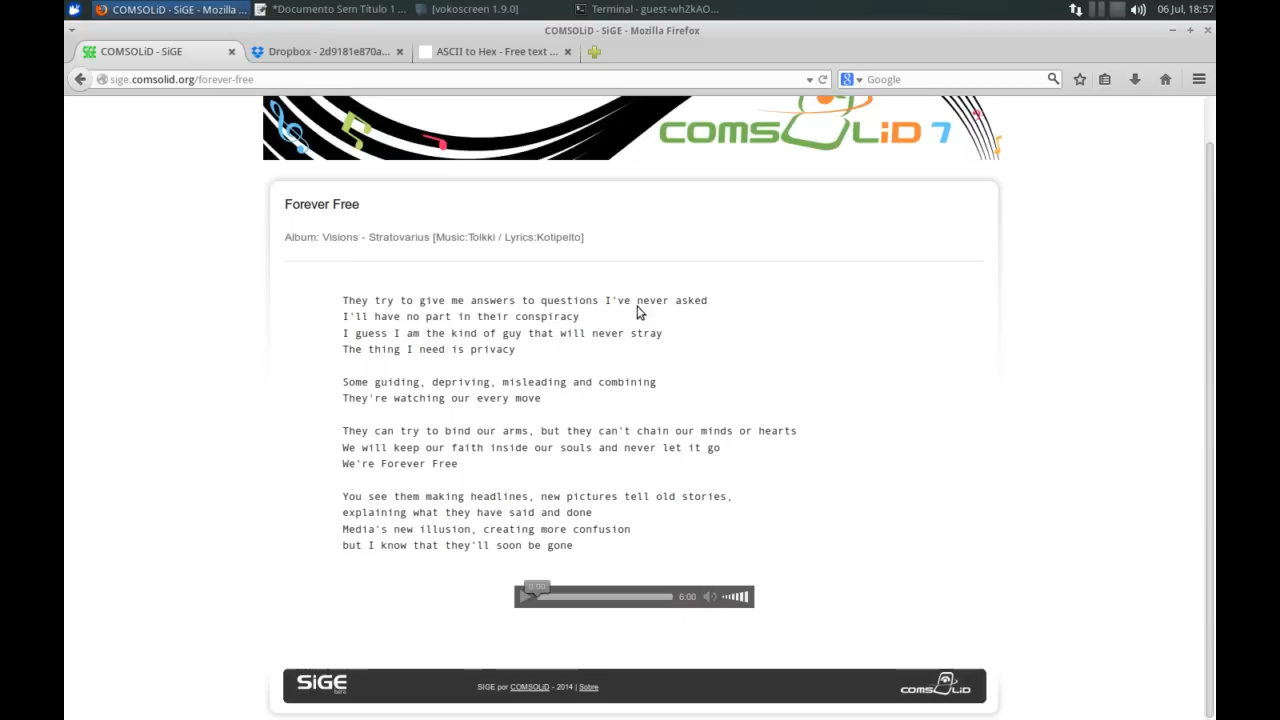 COMSOLiD - SiGE - Mozilla ...
*Documento Sem Título 1 ...
[vokoscreen 1.9.0]
Terminal - guest-whZkAO...
06 Jul, 18:57
COMSOLiD - SiGE - Mozilla Firefox
COMSOLiD - SiGE
Dropbox - 2d9181e870a...
ASCII to Hex - Free text ...
sige.comsolid.org/forever-free
Google
COMSOLiD 7
Forever Free
Album: Visions - Stratovarius [Music:Tolkki / Lyrics:Kotipelto]
They try to give me answers to questions I've never asked
I'll have no part in their conspiracy
I guess I am the kind of guy that will never stray
The thing I need is privacy
Some guiding, depriving, misleading and combining
They're watching our every move
They can try to bind our arms, but they can't chain our minds or hearts
We will keep our faith inside our souls and never let it go
We're Forever Free
You see them making headlines, new pictures tell old stories,
explaining what they have said and done
Media's new illusion, creating more confusion
but I know that they'll soon be gone
0:00
6:00
SiGE beta
SIGE por COMSOLiD - 2014 | Sobre
COMSOLiD